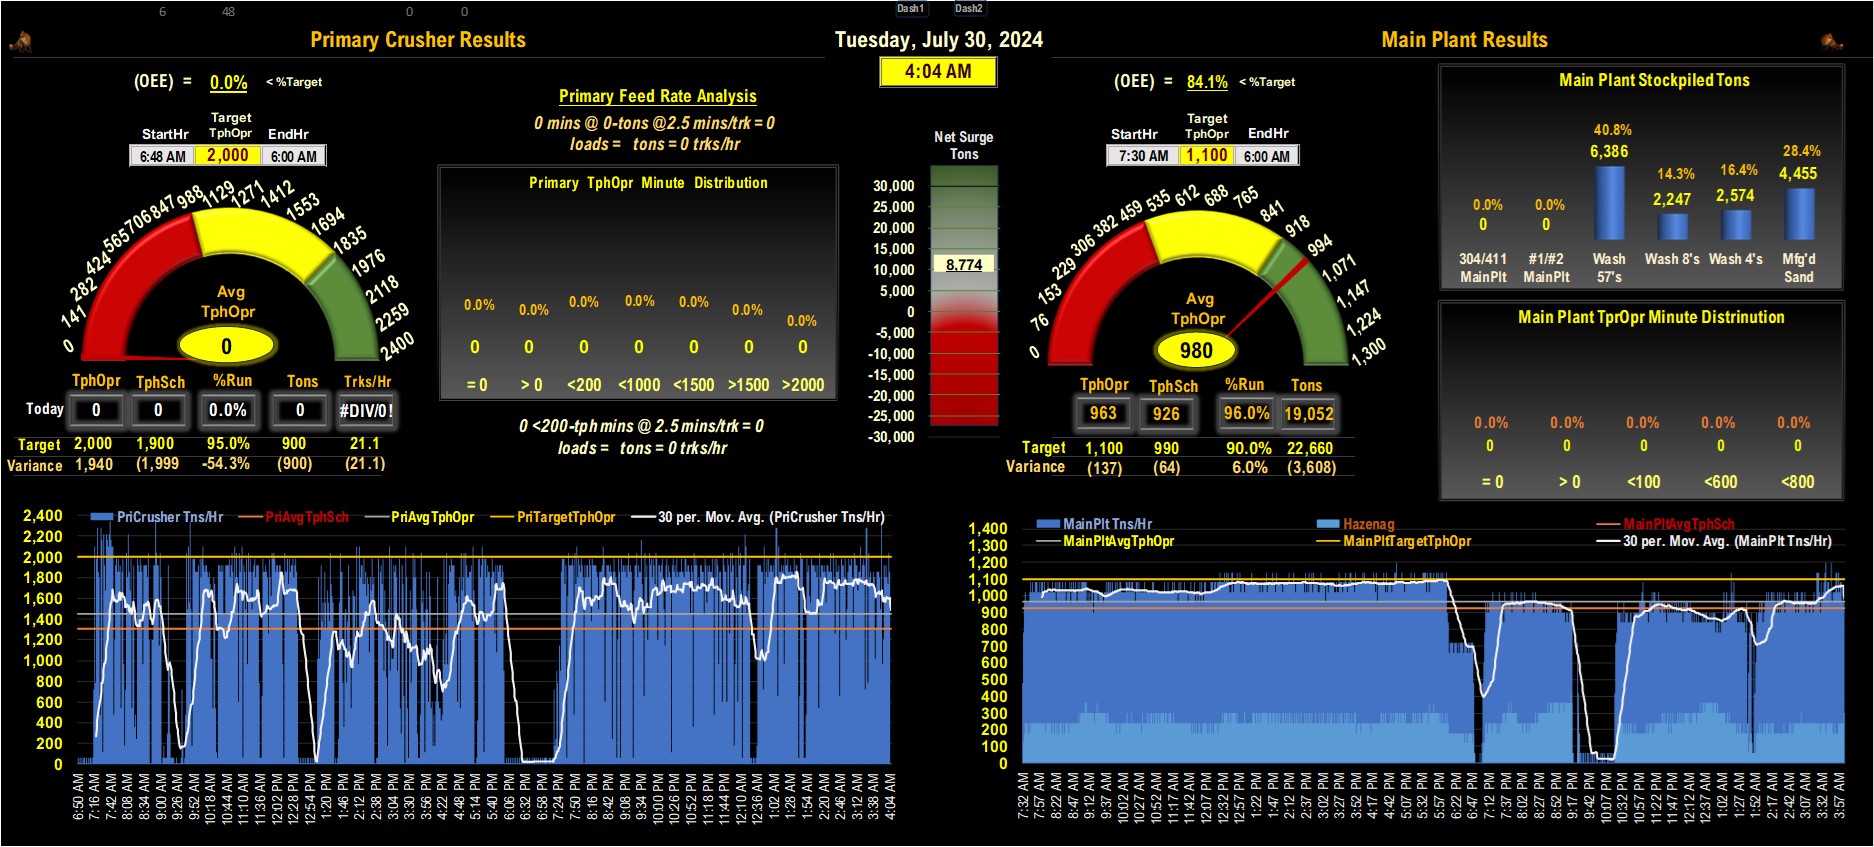 6 48 0 0 Dash1 Dash2
Primary Crusher Results
Tuesday, July 30, 2024
Main Plant Results
4:04 AM
(OEE) = 0.0% < %Target
Target
StartHr TphOpr EndHr
6:48 AM 2,000 6:00 AM
0 141 282 424 565 706 847 988 1129 1271 1412 1553 1694 1835 1976 2118 2259 2400
Avg
TphOpr
0
TphOpr TphSch %Run Tons Trks/Hr
Today 0 0 0.0% 0 #DIV/0!
Target 2,000 1,900 95.0% 900 21.1
Variance 1,940 (1,999 -54.3% (900) (21.1)
Primary Feed Rate Analysis
0 mins @ 0-tons @2.5 mins/trk = 0
loads = tons = 0 trks/hr
Primary TphOpr Minute Distribution
0.0% 0.0% 0.0% 0.0% 0.0% 0.0% 0.0%
0 0 0 0 0 0 0
= 0 > 0 <200 <1000 <1500 >1500 >2000
0 <200-tph mins @ 2.5 mins/trk = 0
loads = tons = 0 trks/hr
Net Surge
Tons
30,000
25,000
20,000
15,000
10,000
8,774
5,000
0
-5,000
-10,000
-15,000
-20,000
-25,000
-30,000
(OEE) = 84.1% < %Target
Target
StartHr TphOpr EndHr
7:30 AM 1,100 6:00 AM
0 76 153 229 306 382 459 535 612 688 765 841 918 994 1,071 1,147 1,224 1,300
Avg
TphOpr
980
TphOpr TphSch %Run Tons
963 926 96.0% 19,052
Target 1,100 990 90.0% 22,660
Variance (137) (64) 6.0% (3,608)
Main Plant Stockpiled Tons
0.0% 0.0% 40.8% 14.3% 16.4% 28.4%
0 0 6,386 2,247 2,574 4,455
304/411 #1/#2 Wash Wash 8's Wash 4's Mfg'd
MainPlt MainPlt 57's Sand
Main Plant TprOpr Minute Distrinution
0.0% 0.0% 0.0% 0.0% 0.0%
0 0 0 0 0
= 0 > 0 <100 <600 <800
PriCrusher Tns/Hr PriAvgTphSch PriAvgTphOpr PriTargetTphOpr 30 per. Mov. Avg. (PriCrusher Tns/Hr)
2,400
2,200
2,000
1,800
1,600
1,400
1,200
1,000
800
600
400
200
0
6:50 AM 7:16 AM 7:42 AM 8:08 AM 8:34 AM 9:00 AM 9:26 AM 9:52 AM 10:18 AM 10:44 AM 11:10 AM 11:36 AM 12:02 PM 12:28 PM 12:54 PM 1:20 PM 1:46 PM 2:12 PM 2:38 PM 3:04 PM 3:30 PM 3:56 PM 4:22 PM 4:48 PM 5:14 PM 5:40 PM 6:06 PM 6:32 PM 6:58 PM 7:24 PM 7:50 PM 8:16 PM 8:42 PM 9:08 PM 9:34 PM 10:00 PM 10:26 PM 10:52 PM 11:18 PM 11:44 PM 12:10 AM 12:36 AM 1:02 AM 1:28 AM 1:54 AM 2:20 AM 2:46 AM 3:12 AM 3:38 AM 4:04 AM
MainPlt Tns/Hr Hazenag MainPltAvgTphSch
MainPltAvgTphOpr MainPltTargetTphOpr 30 per. Mov. Avg. (MainPlt Tns/Hr)
1,400
1,300
1,200
1,100
1,000
900
800
700
600
500
400
300
200
100
0
7:32 AM 7:57 AM 8:22 AM 8:47 AM 9:12 AM 9:37 AM 10:02 AM 10:27 AM 10:52 AM 11:17 AM 11:42 AM 12:07 PM 12:32 PM 12:57 PM 1:22 PM 1:47 PM 2:12 PM 2:37 PM 3:02 PM 3:27 PM 3:52 PM 4:17 PM 4:42 PM 5:07 PM 5:32 PM 5:57 PM 6:22 PM 6:47 PM 7:12 PM 7:37 PM 8:02 PM 8:27 PM 8:52 PM 9:17 PM 9:42 PM 10:07 PM 10:32 PM 10:57 PM 11:22 PM 11:47 PM 12:12 AM 12:37 AM 1:02 AM 1:27 AM 1:52 AM 2:17 AM 2:42 AM 3:07 AM 3:32 AM 3:57 AM